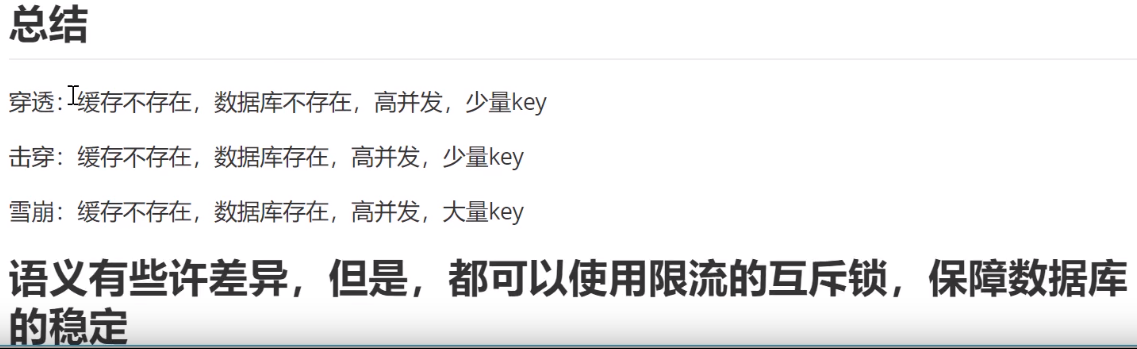 总结
穿透：缓存不存在，数据库不存在，高并发，少量key
击穿：缓存不存在，数据库存在，高并发，少量key
雪崩：缓存不存在，数据库存在，高并发，大量key
语义有些许差异，但是，都可以使用限流的互斥锁，保障数据库
的稳定